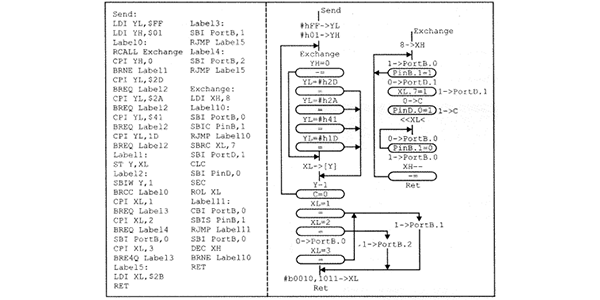 Send:
LDI YL,$FF
LDI YH,$01
Label0:
RCALL Exchange
CPI YH,0
BRNE Label1
CPI YL,$2D
BREQ Label2
CPI YL,$2A
BREQ Label2
CPI YL,$41
BREQ Label2
CPI YL,1D
BREQ Label2
Label1:
ST Y,XL
Label2:
SBIW Y,1
BRCC Label0
CPI XL,1
BREQ Label3
CPI XL,2
BREQ Label4
SBI PortB,0
CPI XL,3
BRE4Q Label3
Label5:
LDI XL,$2B
RET
Label3:
SBI PortB,1
RJMP Label5
Label4:
SBI PortB,2
RJMP Label5
Exchange:
LDI XH,8
Label10:
SBI PortB,0
SBIC PinB,1
RJMP Label10
SBRC XL,7
SBI PortD,1
CLC
SBI PinD,0
SEC
ROL XL
Label11:
CBI PortB,0
SBIS PinB,1
RJMP Label11
SBI PortB,0
DEC XH
BRNE Label10
RET
Send
#hFF->YL
#h01->YH
Exchange
YH=0
YL=#h2D
=
YL=#h2A
=
YL=#h41
=
YL=#h1D
=
XL->[Y]
Y-1
C=0
XL=1
=
XL=2
=
0->PortB.0
XL=3
=
1->PortB.1
.1->PortB.2
#b0010,1011->XL
Ret
Exchange
8->XH
1->PortB.0
PinB.1=1
0->PortD.1
XL.7=1
1->PortD.1
0->C
PinD.0=1
1->C
<<XL<
0->PortB.0
PinB.1=0
1->PortB.0
XH--
Ret